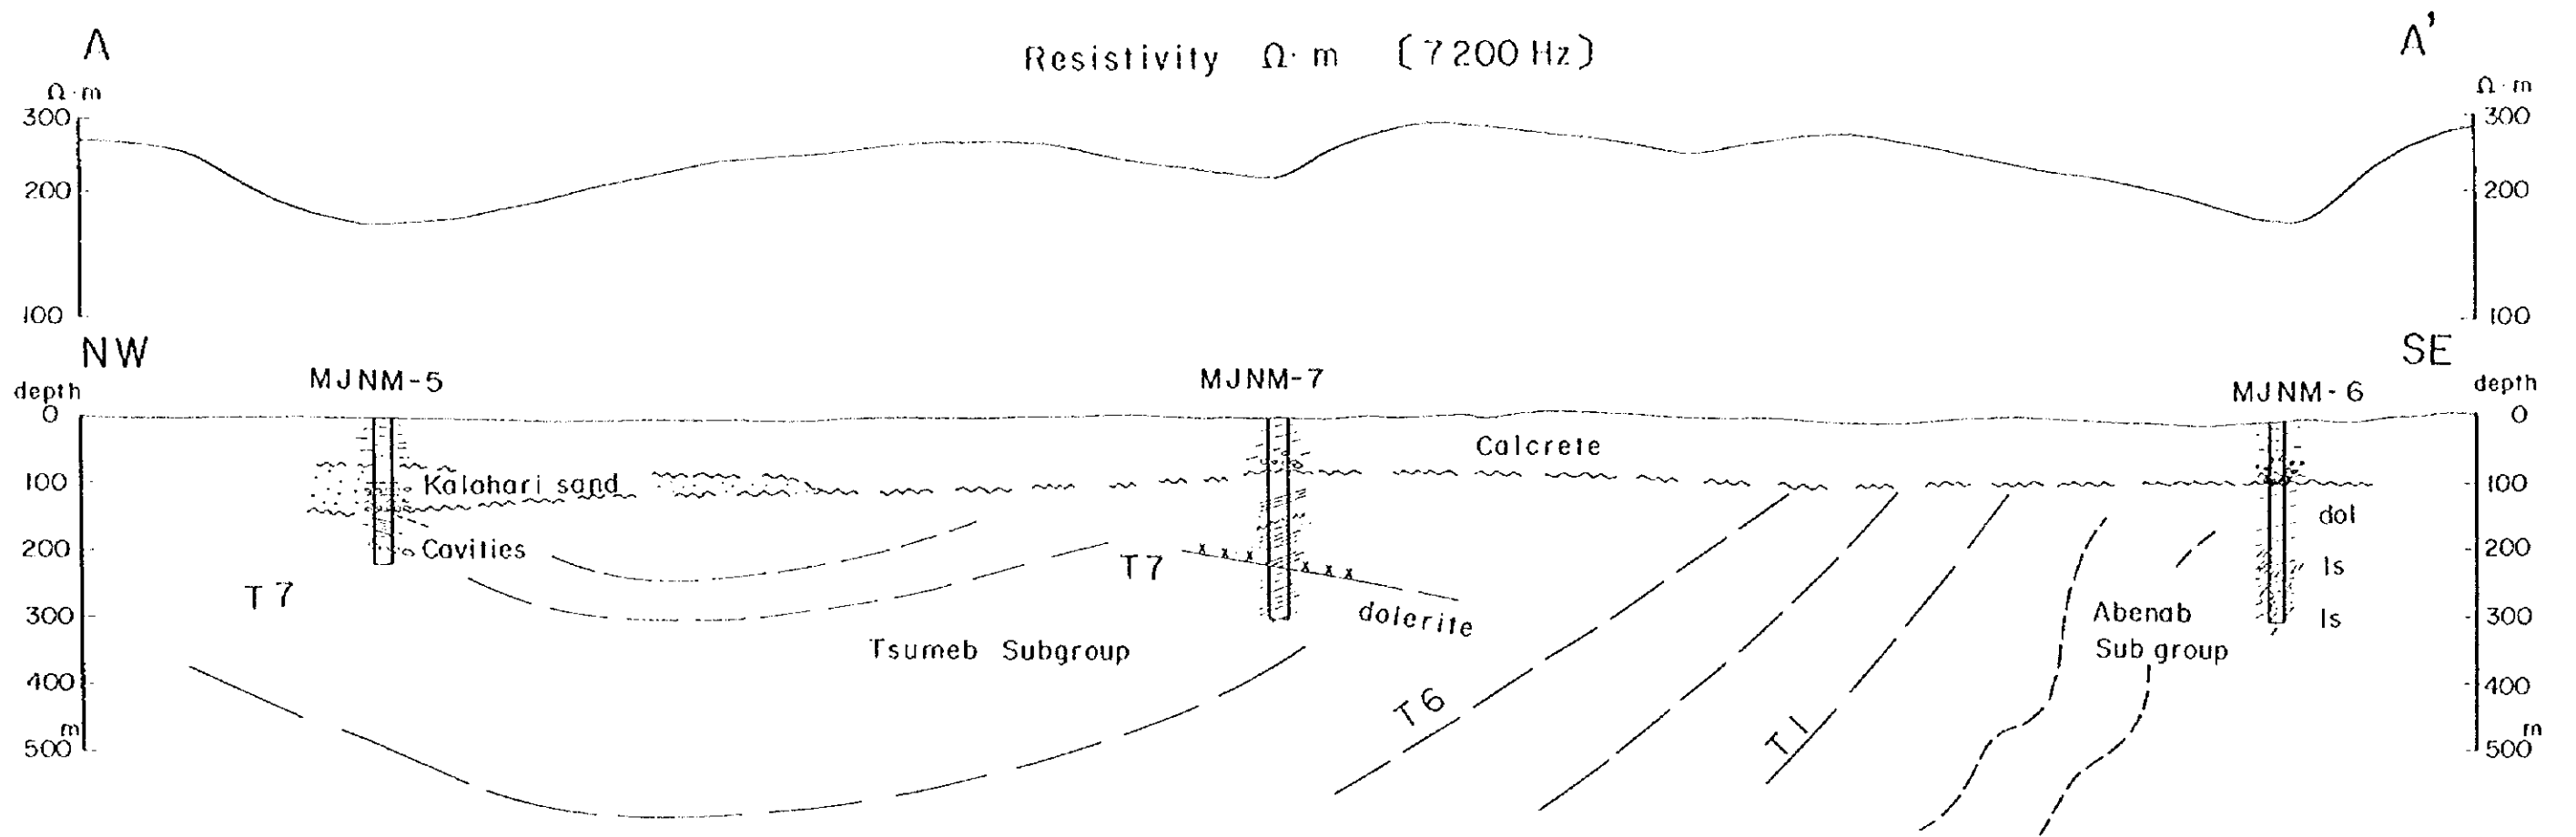 A A'
Resistivity Ω·m (7200 Hz)
Ω·m Ω·m
300 300
200 200
100 100
NW SE
MJNM-5 MJNM-7 MJNM-6
depth depth
0 0
Calcrete
100 Kalahari sand 100
dol
200 Cavities T7 200
ls
T7
300 dolerite Abenab 300
ls
Tsumeb Subgroup Sub group
400 400
T6 T1
m m
500 500